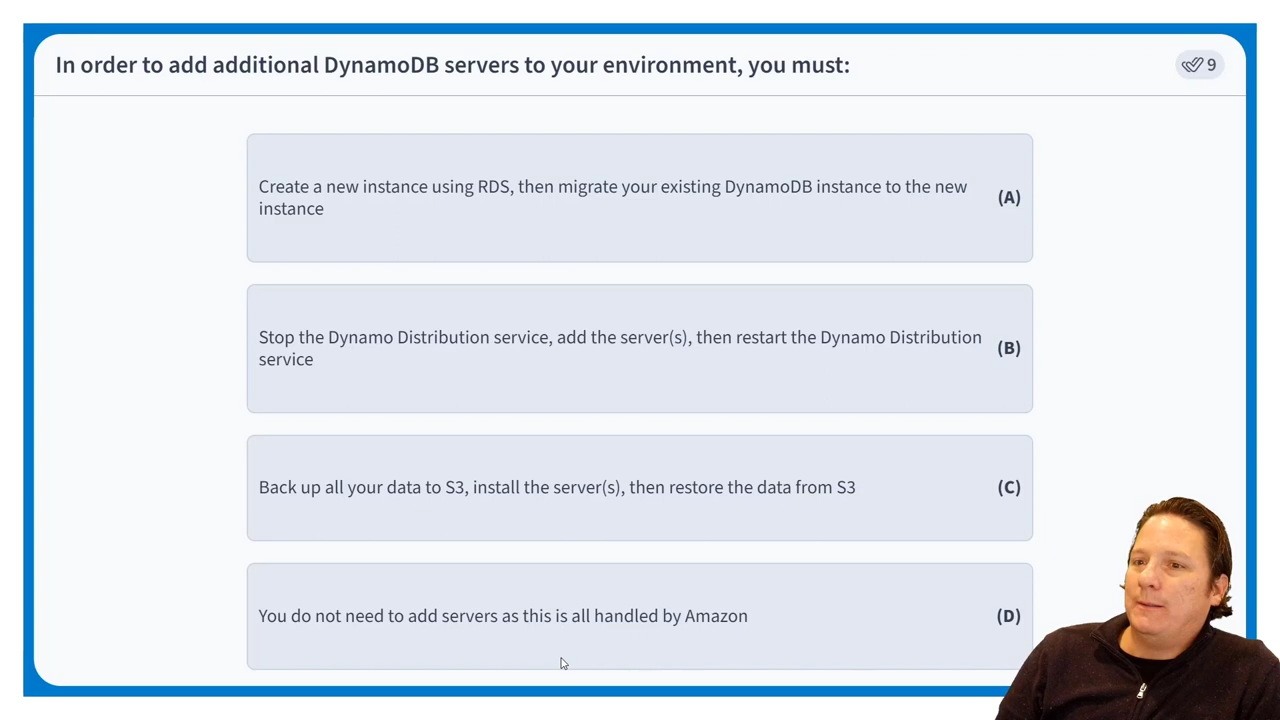 In order to add additional DynamoDB servers to your environment, you must:
9
Create a new instance using RDS, then migrate your existing DynamoDB instance to the new
instance
(A)
Stop the Dynamo Distribution service, add the server(s), then restart the Dynamo Distribution
service
(B)
Back up all your data to S3, install the server(s), then restore the data from S3
(C)
You do not need to add servers as this is all handled by Amazon
(D)